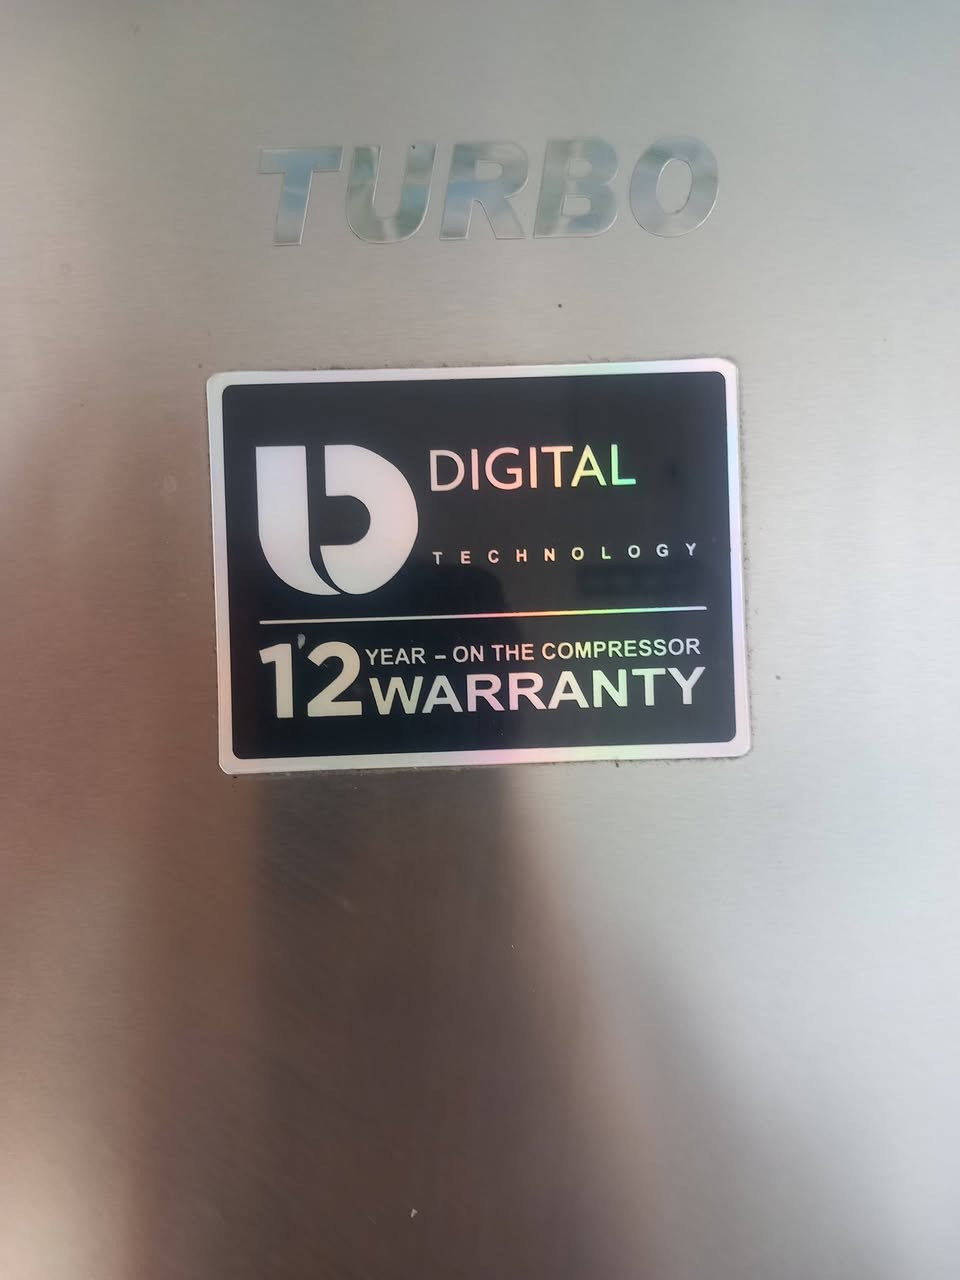 TURBO
DIGITAL
TECHNOLOGY
12 YEAR – ON THE COMPRESSOR
WARRANTY